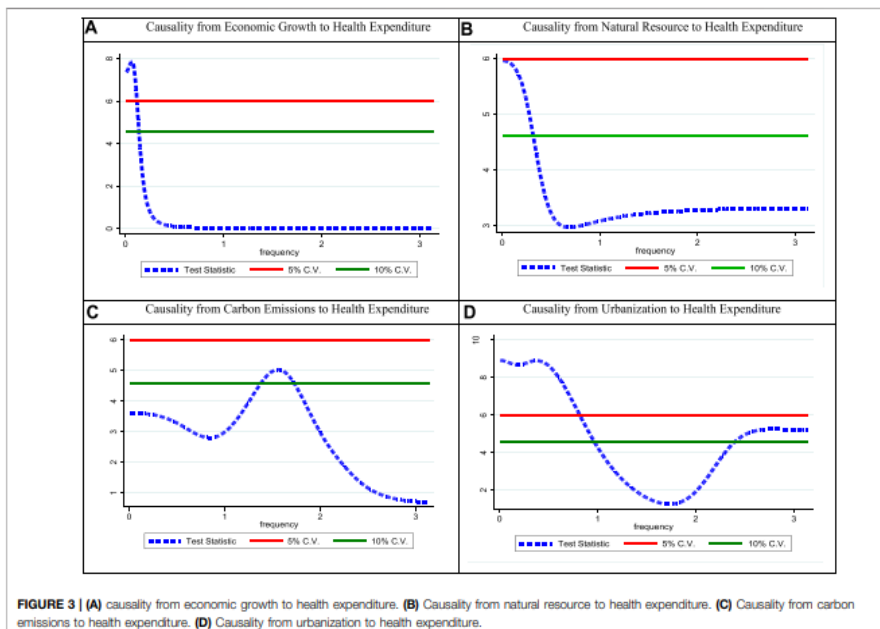 A
Causality from Economic Growth to Health Expenditure
8
6
4
2
0
0
1
2
3
frequency
Test Statistic
5% C.V.
10% C.V.
B
Causality from Natural Resource to Health Expenditure
6
5
4
3
0
1
2
3
frequency
Test Statistic
5% C.V.
10% C.V.
C
Causality from Carbon Emissions to Health Expenditure
6
5
4
3
2
1
0
1
2
3
frequency
Test Statistic
5% C.V.
10% C.V.
D
Causality from Urbanization to Health Expenditure
10
8
6
4
2
0
1
2
3
frequency
Test Statistic
5% C.V.
10% C.V.
FIGURE 3 | (A) causality from economic growth to health expenditure. (B) Causality from natural resource to health expenditure. (C) Causality from carbon
emissions to health expenditure. (D) Causality from urbanization to health expenditure.